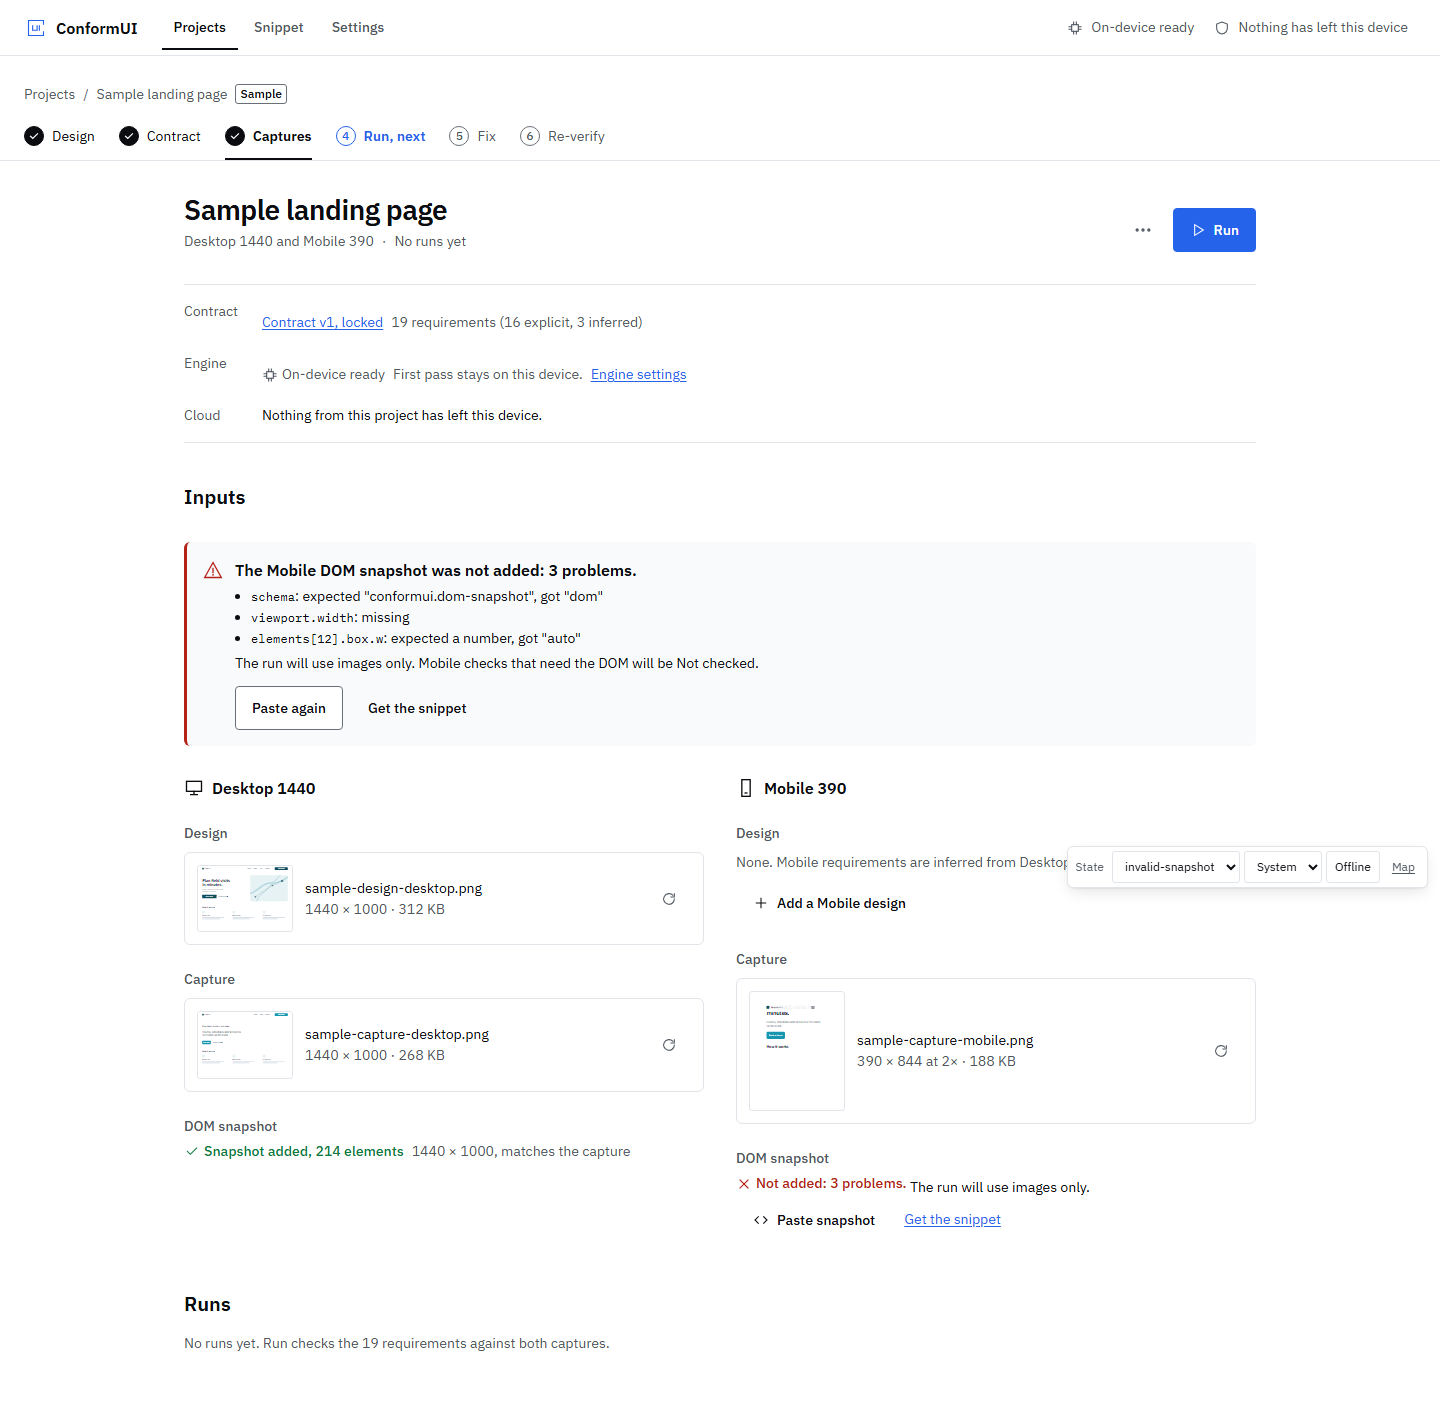 ConformUI
Projects
Snippet
Settings
On-device ready
Nothing has left this device
Projects / Sample landing page Sample
Design
Contract
Captures
4 Run, next
5 Fix
6 Re-verify
Sample landing page
Desktop 1440 and Mobile 390 · No runs yet
Run
Contract
Contract v1, locked 19 requirements (16 explicit, 3 inferred)
Engine
On-device ready First pass stays on this device. Engine settings
Cloud
Nothing from this project has left this device.
Inputs
The Mobile DOM snapshot was not added: 3 problems.
schema: expected "conformui.dom-snapshot", got "dom"
viewport.width: missing
elements[12].box.w: expected a number, got "auto"
The run will use images only. Mobile checks that need the DOM will be Not checked.
Paste again
Get the snippet
Desktop 1440
Design
Plan field visits
in minutes.
sample-design-desktop.png
1440 × 1000 · 312 KB
Capture
sample-capture-desktop.png
1440 × 1000 · 268 KB
DOM snapshot
Snapshot added, 214 elements 1440 × 1000, matches the capture
Mobile 390
Design
None. Mobile requirements are inferred from Desktop
State
invalid-snapshot
System
Offline
Map
Add a Mobile design
Capture
minutes.
How it works
sample-capture-mobile.png
390 × 844 at 2× · 188 KB
DOM snapshot
Not added: 3 problems. The run will use images only.
Paste snapshot
Get the snippet
Runs
No runs yet. Run checks the 19 requirements against both captures.